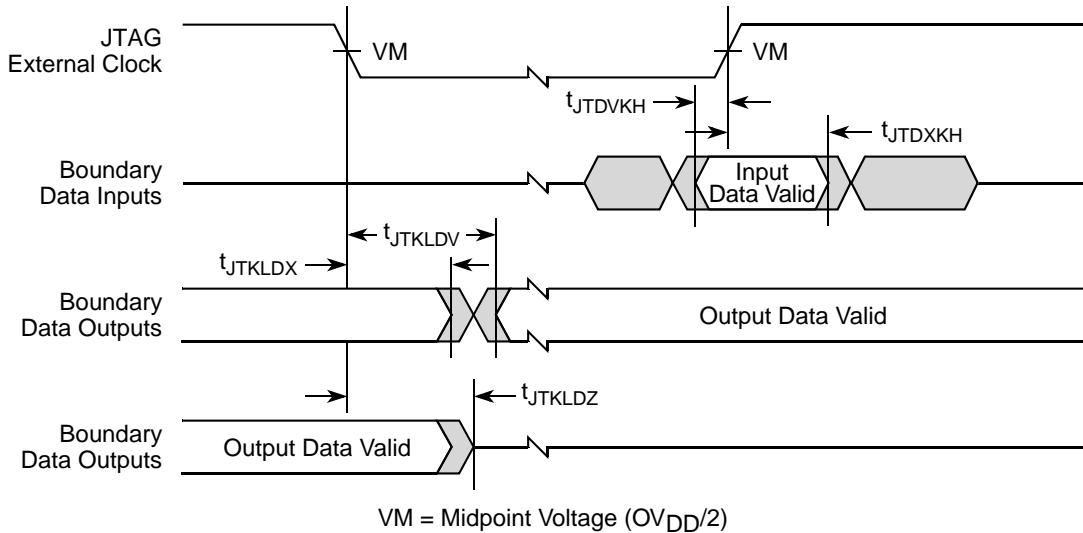 JTAG
External Clock
VM
VM
tJTDVKH
tJTDXKH
Boundary
Data Inputs
Input
Data Valid
tJTKLDV
tJTKLDX
Boundary
Data Outputs
Output Data Valid
tJTKLDZ
Boundary
Data Outputs
Output Data Valid
VM = Midpoint Voltage (OVDD/2)